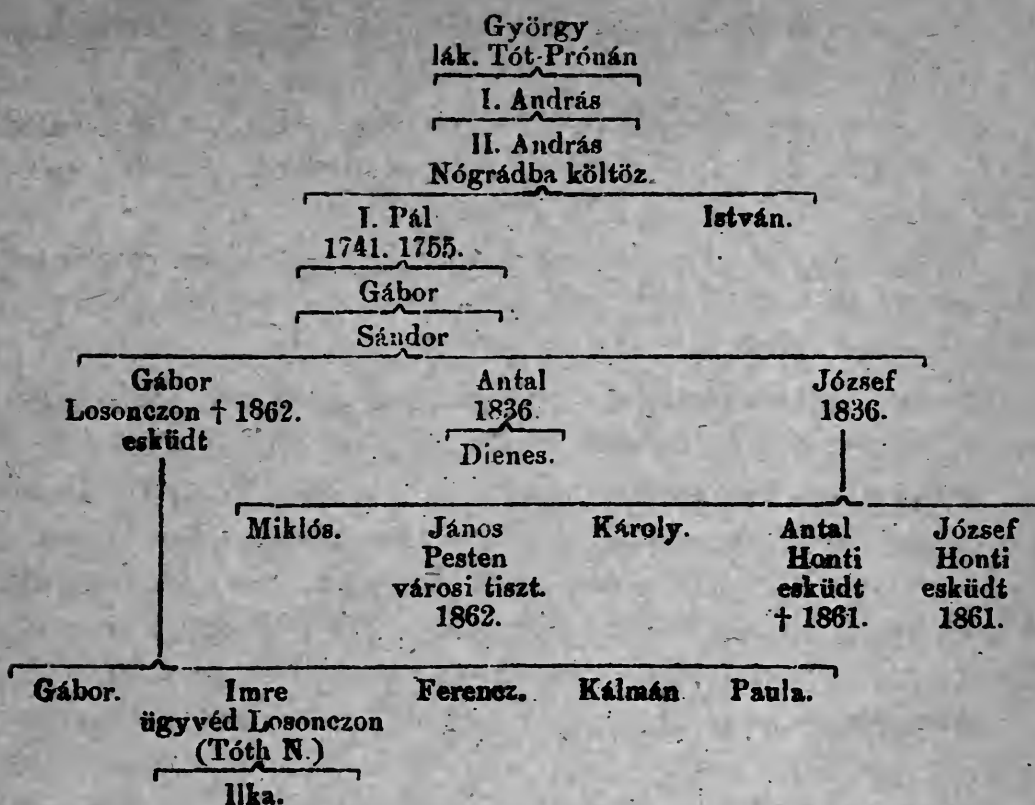 György
lák. Tót-Prónán
I. András
II. András
Nógrádba költöz.
I. Pál István.
1741. 1755.
Gábor
Sándor
Gábor Antal József
Losonczon † 1862. 1836. 1836.
esküdt
Dienes.
Miklós. János Károly. Antal József
Pesten Honti Honti
városi tiszt. esküdt esküdt
1862. † 1861. 1861.
Gábor. Imre Ferencz. Kálmán Paula.
ügyvéd Losonczon
(Tóth N.)
Ilka.